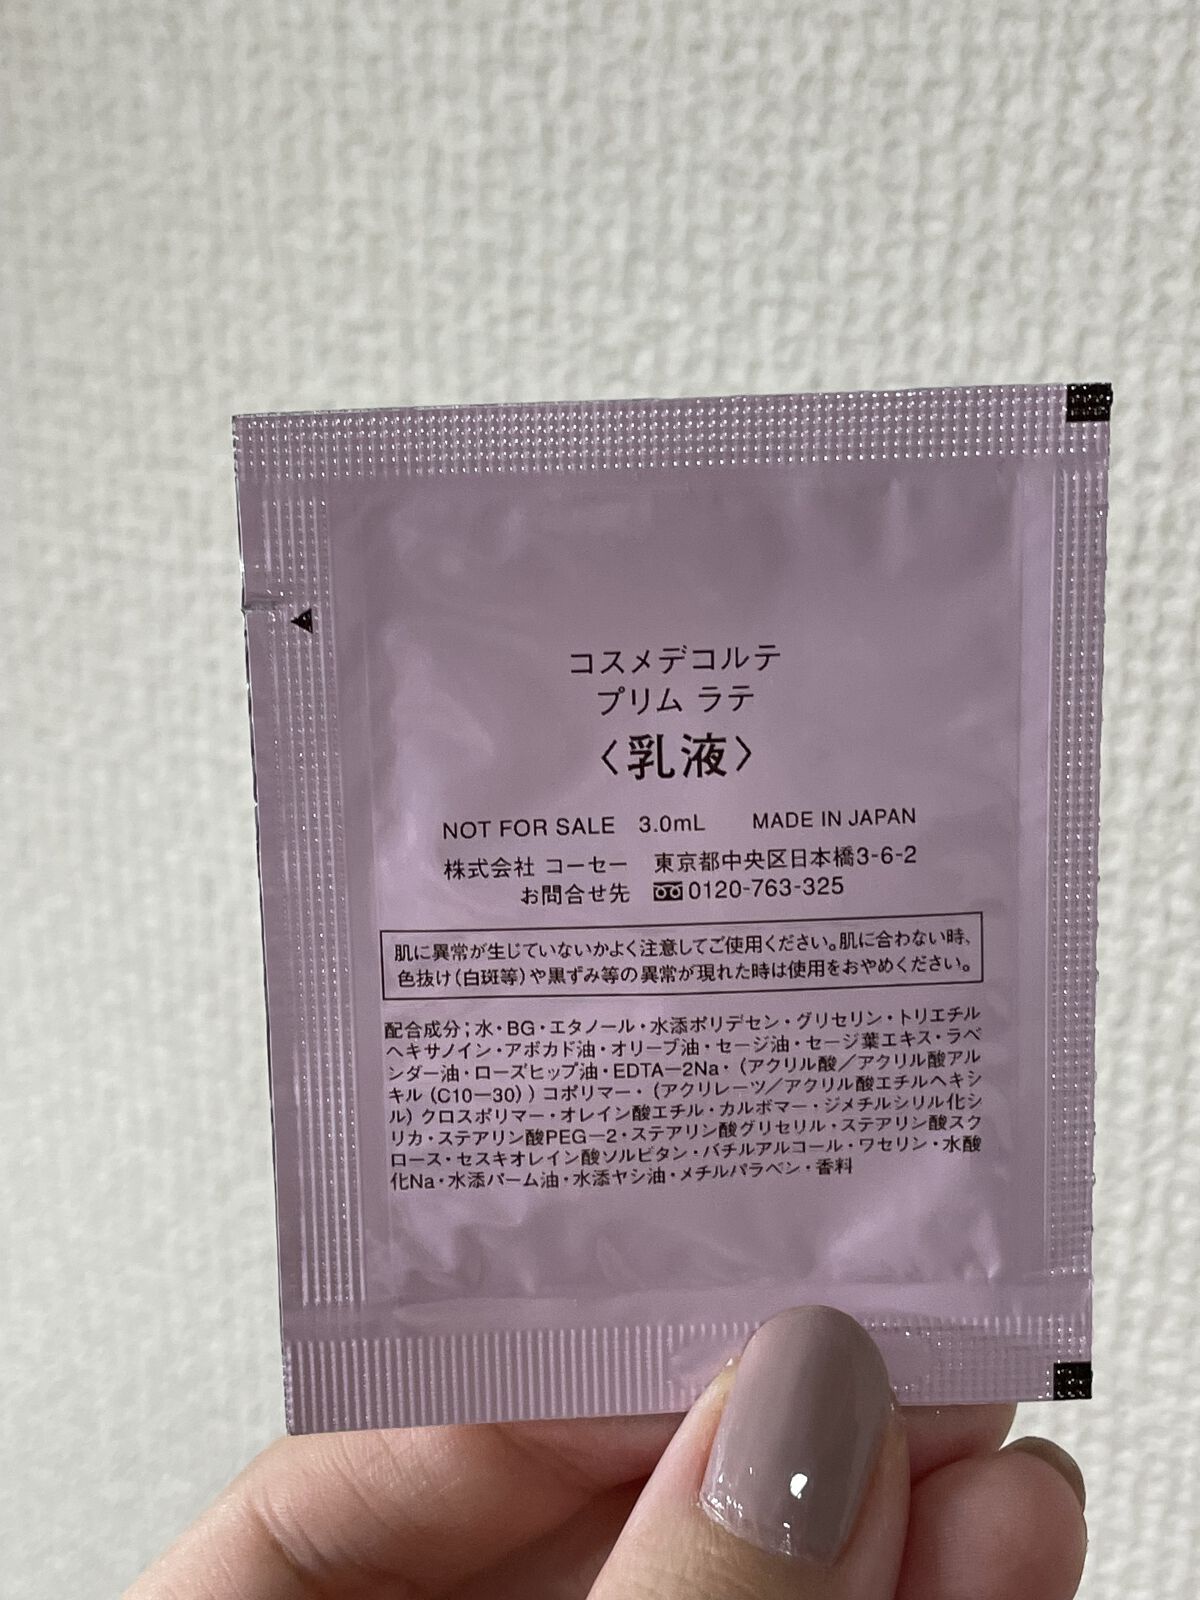 コスメデコルテ
プリム ラテ
〈乳液〉
NOT FOR SALE 3.0mL MADE IN JAPAN
株式会社 コーセー 東京都中央区日本橋3-6-2
お問合せ先 0120-763-325
肌に異常が生じていないかよく注意してご使用ください。肌に合わない時、
色抜け(白斑等)や黒ずみ等の異常が現れた時は使用をおやめください。
配合成分;水・BG・エタノール・水添ポリデセン・グリセリン・トリエチル
ヘキサノイン・アボカド油・オリーブ油・セージ油・セージ葉エキス・ラベ
ンダー油・ローズヒップ油・EDTA-2Na・(アクリル酸/アクリル酸アル
キル(C10-30))コポリマー・(アクリレーツ/アクリル酸エチルヘキシ
ル)クロスポリマー・オレイン酸エチル・カルボマー・ジメチルシリル化シ
リカ・ステアリン酸PEG-2・ステアリン酸グリセリル・ステアリン酸スク
ロース・セスキオレイン酸ソルビタン・バチルアルコール・ワセリン・水酸
化Na・水添パーム油・水添ヤシ油・メチルパラベン・香料